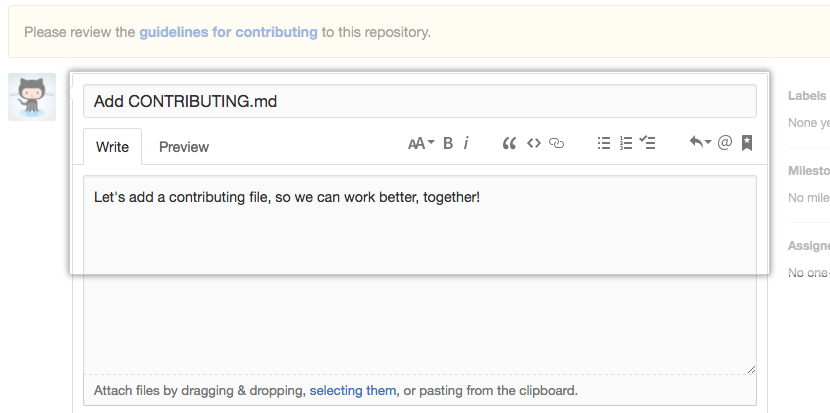 Please review the guidelines for contributing to this repository.
Add CONTRIBUTING.md
Labels
None ye
Write Preview AA B i @
Let's add a contributing file, so we can work better, together!
Milesto
No mile
Assigne
No one-
Attach files by dragging & dropping, selecting them, or pasting from the clipboard.